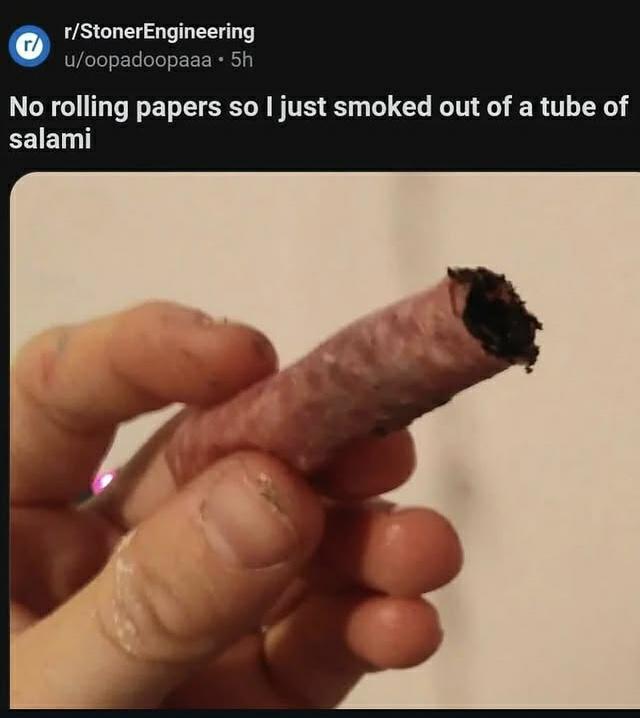 r/
r/StonerEngineering
u/oopadoopaaa • 5h
No rolling papers so I just smoked out of a tube of
salami